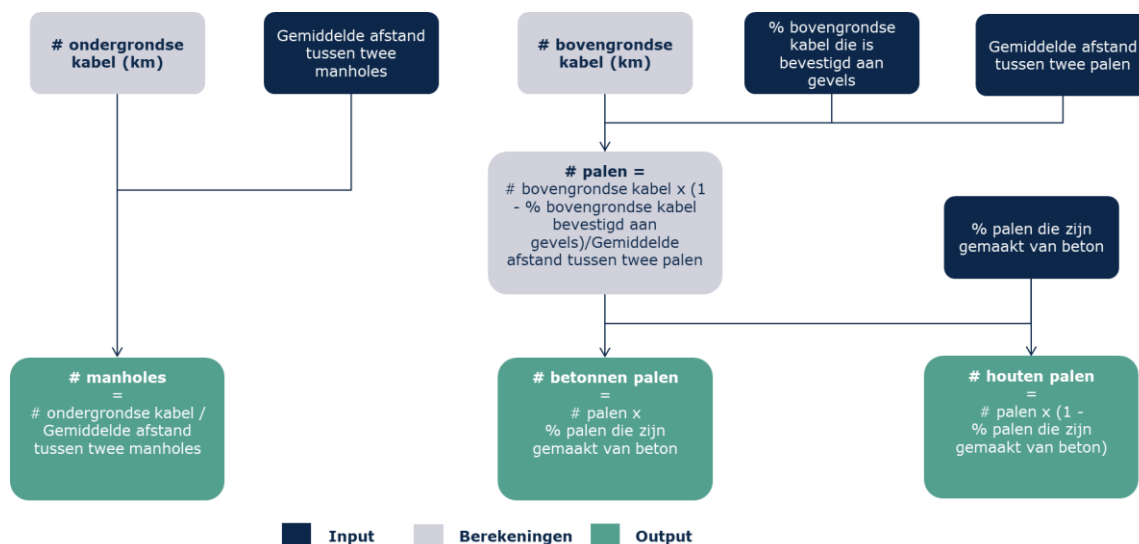 # ondergrondse
kabel (km)
Gemiddelde afstand
tussen twee
manholes
# bovengrondse
kabel (km)
% bovengrondse
kabel die is
bevestigd aan
gevels
Gemiddelde afstand
tussen twee palen
# palen =
# bovengrondse kabel x (1
- % bovengrondse kabel
bevestigd aan
gevels)/Gemiddelde
afstand tussen twee palen
% palen die zijn
gemaakt van beton
# manholes
=
# ondergrondse kabel /
Gemiddelde afstand
tussen twee manholes
# betonnen palen
=
# palen x
% palen die zijn
gemaakt van beton
# houten palen
=
# palen x (1 -
% palen die zijn
gemaakt van beton)
Input
Berekeningen
Output